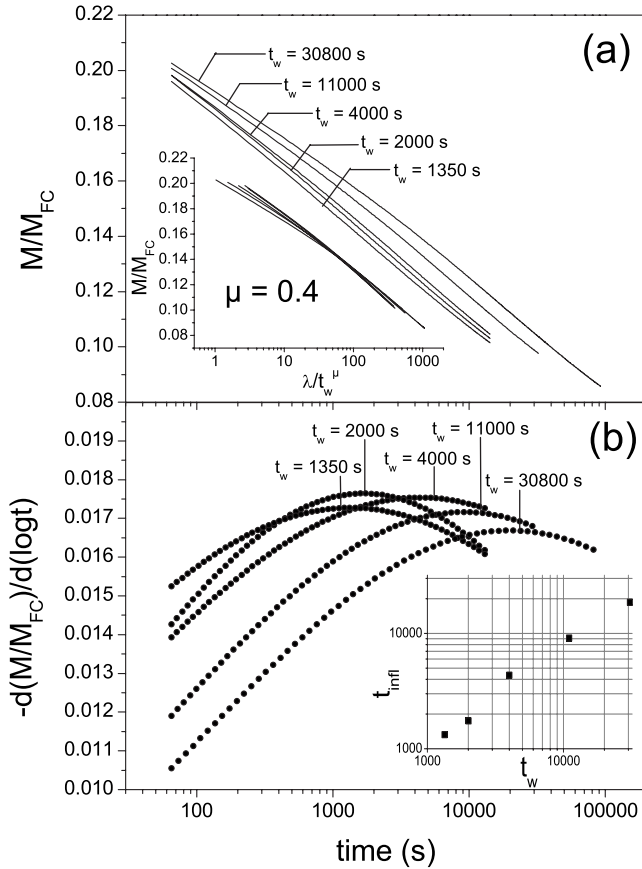 (a)
0.22
0.20
0.18
0.16
0.14
0.12
0.10
0.08
M/M_FC
t_w = 30800 s
t_w = 11000 s
t_w = 4000 s
t_w = 2000 s
t_w = 1350 s
0.22
0.20
0.18
0.16
0.14
0.12
0.10
0.08
M/M_FC
μ = 0.4
1 10 100 1000
λ/t_w^μ
(b)
0.019
0.018
0.017
0.016
0.015
0.014
0.013
0.012
0.011
0.010
-d(M/M_FC)/d(logt)
t_w = 2000 s
t_w = 11000 s
t_w = 1350 s
t_w = 4000 s
t_w = 30800 s
10000
1000
t_infl
1000 10000
t_w
100 1000 10000 100000
time (s)